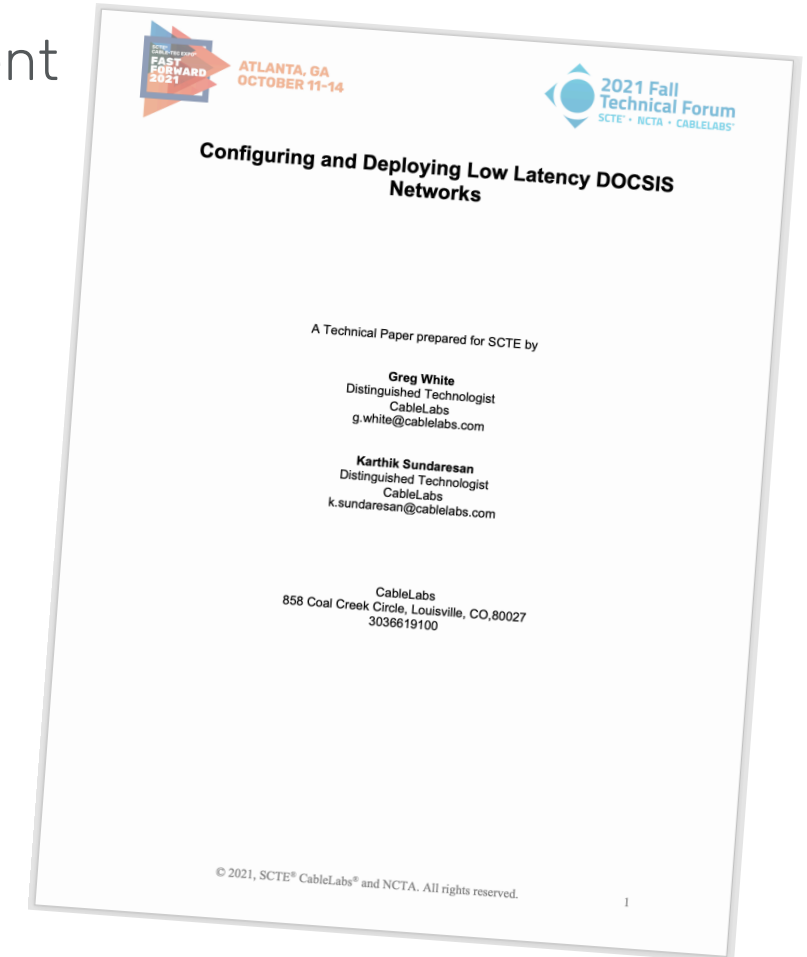 nt
SCTE®
CABLE-TEC EXPO®
FAST
FORWARD
2021
ATLANTA, GA
OCTOBER 11-14
2021 Fall
Technical Forum
SCTE® • NCTA • CABLELABS®
Configuring and Deploying Low Latency DOCSIS
Networks
A Technical Paper prepared for SCTE by
Greg White
Distinguished Technologist
CableLabs
g.white@cablelabs.com
Karthik Sundaresan
Distinguished Technologist
CableLabs
k.sundaresan@cablelabs.com
CableLabs
858 Coal Creek Circle, Louisville, CO,80027
3036619100
© 2021, SCTE® CableLabs® and NCTA. All rights reserved.
1